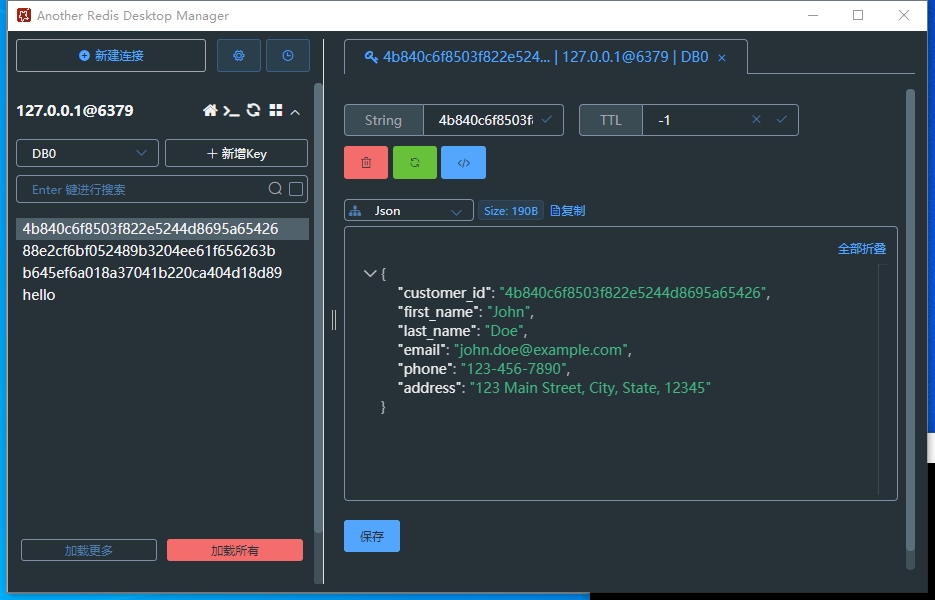 Another Redis Desktop Manager
新建连接
127.0.0.1@6379
DB0
新增Key
Enter 键进行搜索
4b840c6f8503f822e5244d8695a65426
88e2cf6bf052489b3204ee61f656263b
b645ef6a018a37041b220ca404d18d89
hello
加载更多
加载所有
4b840c6f8503f822e524... | 127.0.0.1@6379 | DB0
String
4b840c6f8503f
TTL
-1
Json
Size: 190B
复制
全部折叠
{
"customer_id": "4b840c6f8503f822e5244d8695a65426",
"first_name": "John",
"last_name": "Doe",
"email": "john.doe@example.com",
"phone": "123-456-7890",
"address": "123 Main Street, City, State, 12345"
}
保存